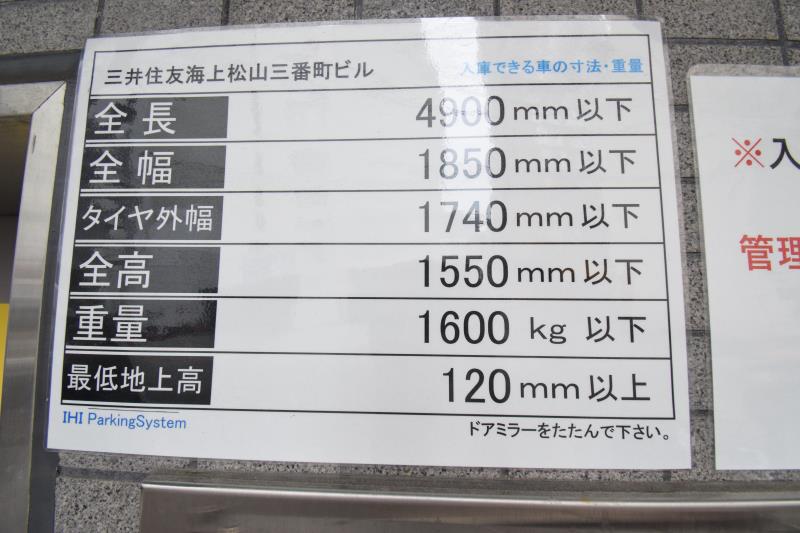 三井住友海上松山三番町ビル 入庫できる車の寸法・重量
全長 4900mm以下
全幅 1850mm以下
タイヤ外幅 1740mm以下
全高 1550mm以下
重量 1600 kg 以下
最低地上高 120mm以上
IHI ParkingSystem
ドアミラーをたたんで下さい。
※入
管理